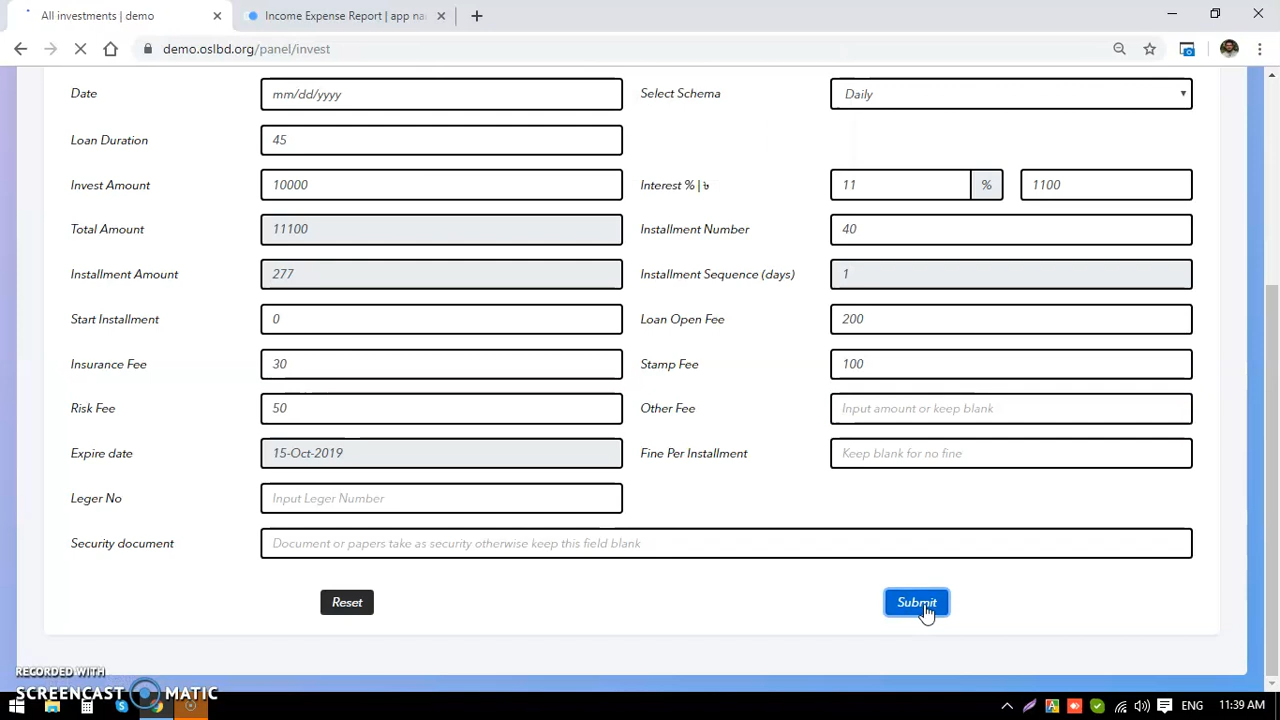 All investments | demo
Income Expense Report | app na
demo.oslbd.org/panel/invest
Date mm/dd/yyyy Select Schema Daily
Loan Duration 45
Invest Amount 10000 Interest % | ৳ 11 % 1100
Total Amount 11100 Installment Number 40
Installment Amount 277 Installment Sequence (days) 1
Start Installment 0 Loan Open Fee 200
Insurance Fee 30 Stamp Fee 100
Risk Fee 50 Other Fee Input amount or keep blank
Expire date 15-Oct-2019 Fine Per Installment Keep blank for no fine
Leger No Input Leger Number
Security document Document or papers take as security otherwise keep this field blank
Reset Submit
RECORDED WITH
SCREENCAST MATIC
ENG 11:39 AM